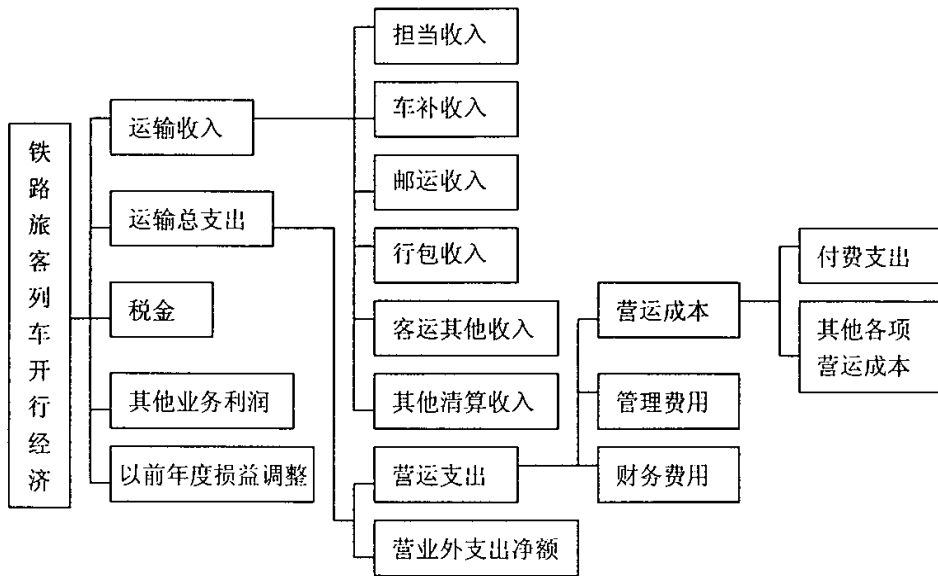 铁路旅客列车开行经济
运输收入
运输总支出
税金
其他业务利润
以前年度损益调整
担当收入
车补收入
邮运收入
行包收入
客运其他收入
其他清算收入
营运支出
营业外支出净额
营运成本
管理费用
财务费用
付费支出
其他各项
营运成本